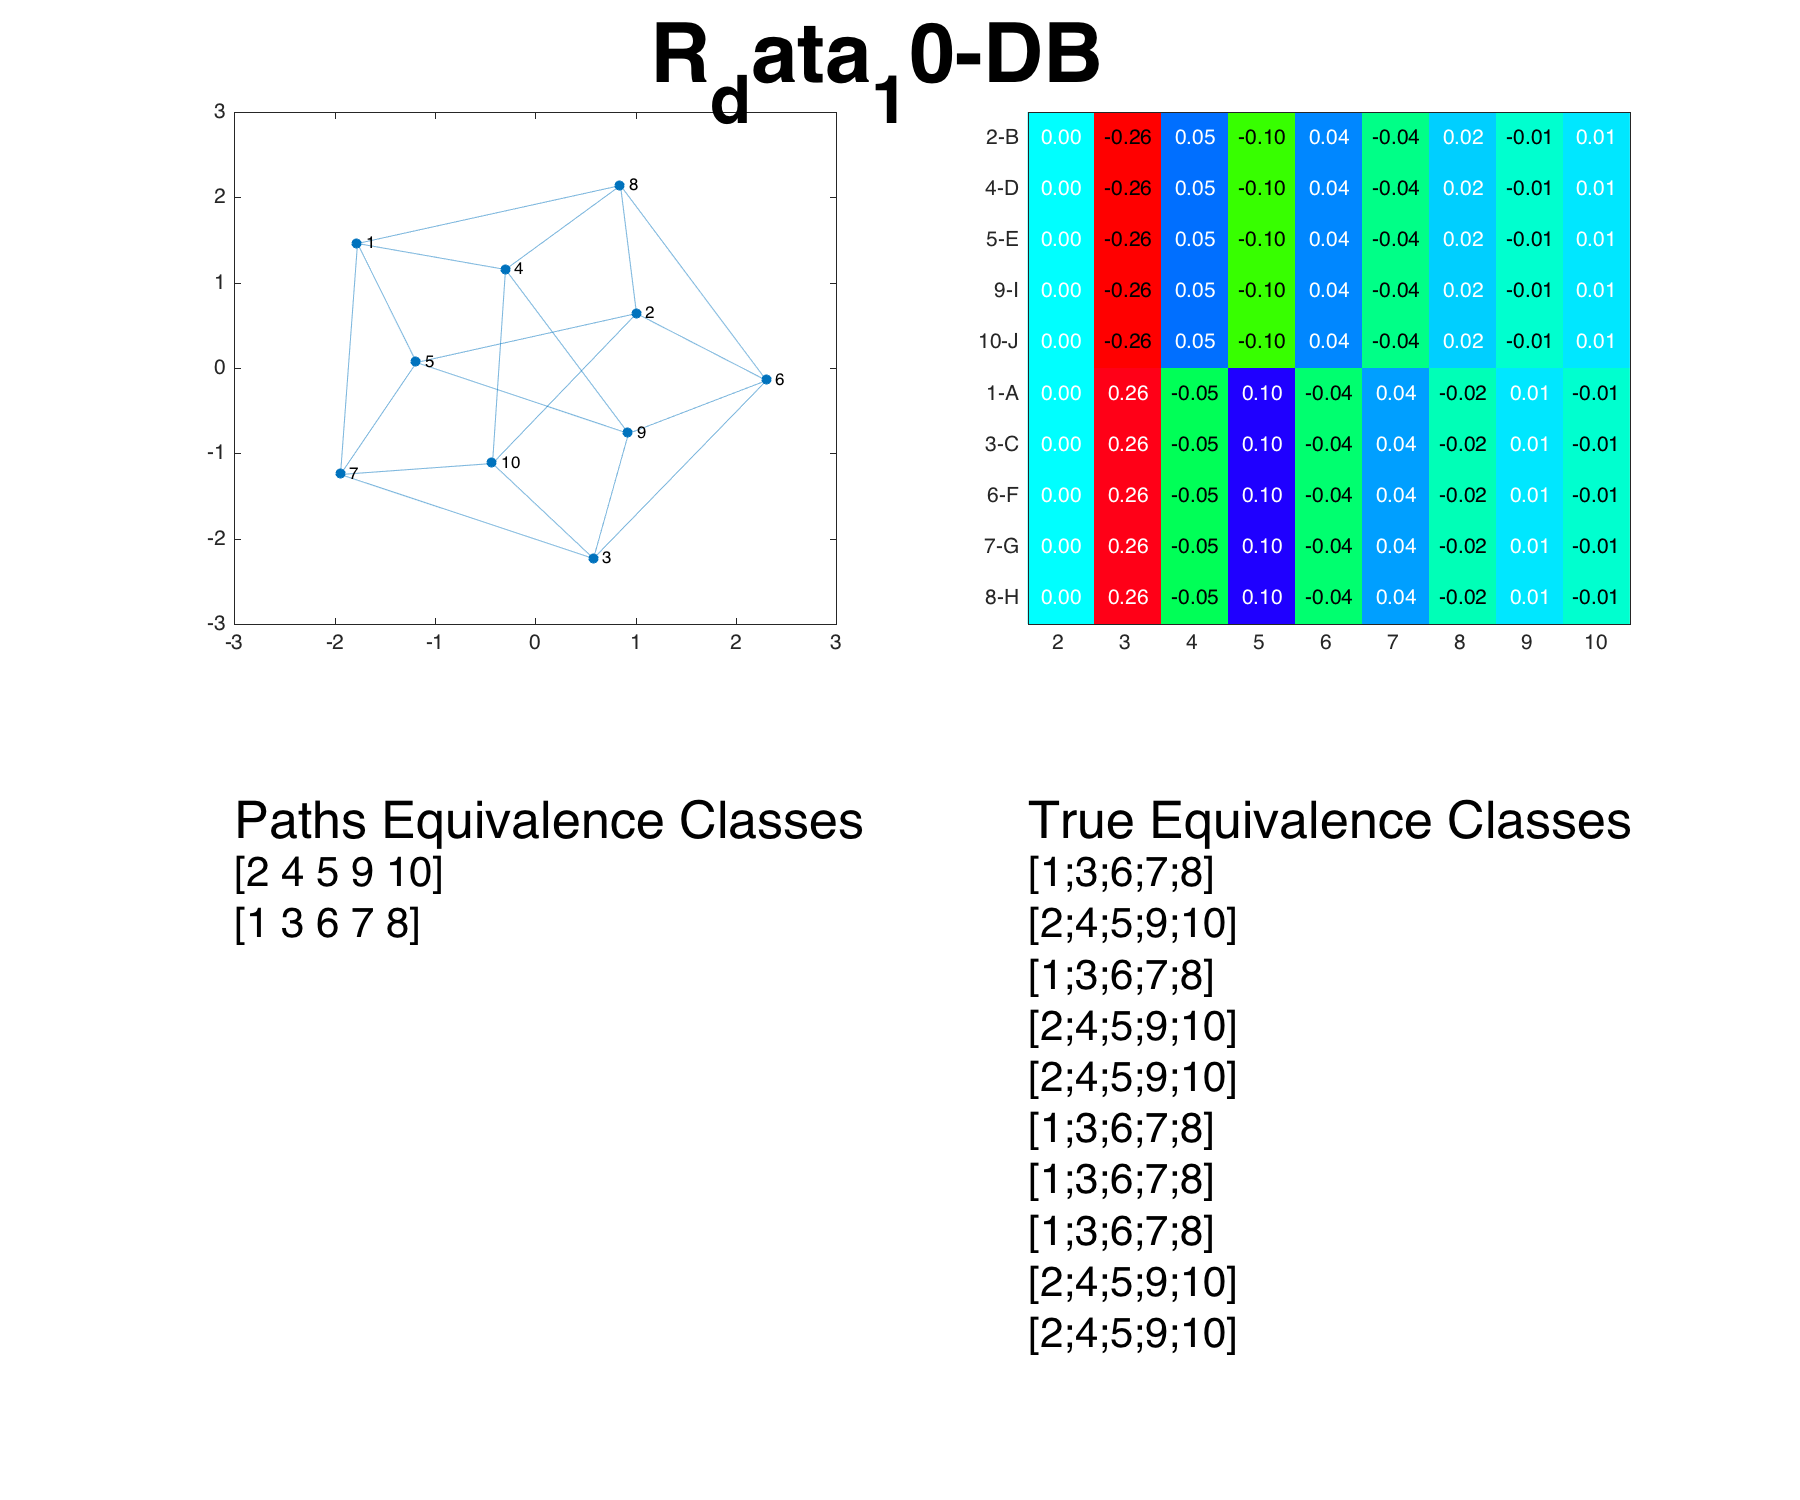 R_data_10-DB
3
2
1
0
-1
-2
-3
-3 -2 -1 0 1 2 3
8
1
4
2
5
6
9
10
7
3
2-B 0.00 -0.26 0.05 -0.10 0.04 -0.04 0.02 -0.01 0.01
4-D 0.00 -0.26 0.05 -0.10 0.04 -0.04 0.02 -0.01 0.01
5-E 0.00 -0.26 0.05 -0.10 0.04 -0.04 0.02 -0.01 0.01
9-I 0.00 -0.26 0.05 -0.10 0.04 -0.04 0.02 -0.01 0.01
10-J 0.00 -0.26 0.05 -0.10 0.04 -0.04 0.02 -0.01 0.01
1-A 0.00 0.26 -0.05 0.10 -0.04 0.04 -0.02 0.01 -0.01
3-C 0.00 0.26 -0.05 0.10 -0.04 0.04 -0.02 0.01 -0.01
6-F 0.00 0.26 -0.05 0.10 -0.04 0.04 -0.02 0.01 -0.01
7-G 0.00 0.26 -0.05 0.10 -0.04 0.04 -0.02 0.01 -0.01
8-H 0.00 0.26 -0.05 0.10 -0.04 0.04 -0.02 0.01 -0.01
2 3 4 5 6 7 8 9 10
Paths Equivalence Classes
[2 4 5 9 10]
[1 3 6 7 8]
True Equivalence Classes
[1;3;6;7;8]
[2;4;5;9;10]
[1;3;6;7;8]
[2;4;5;9;10]
[2;4;5;9;10]
[1;3;6;7;8]
[1;3;6;7;8]
[1;3;6;7;8]
[2;4;5;9;10]
[2;4;5;9;10]